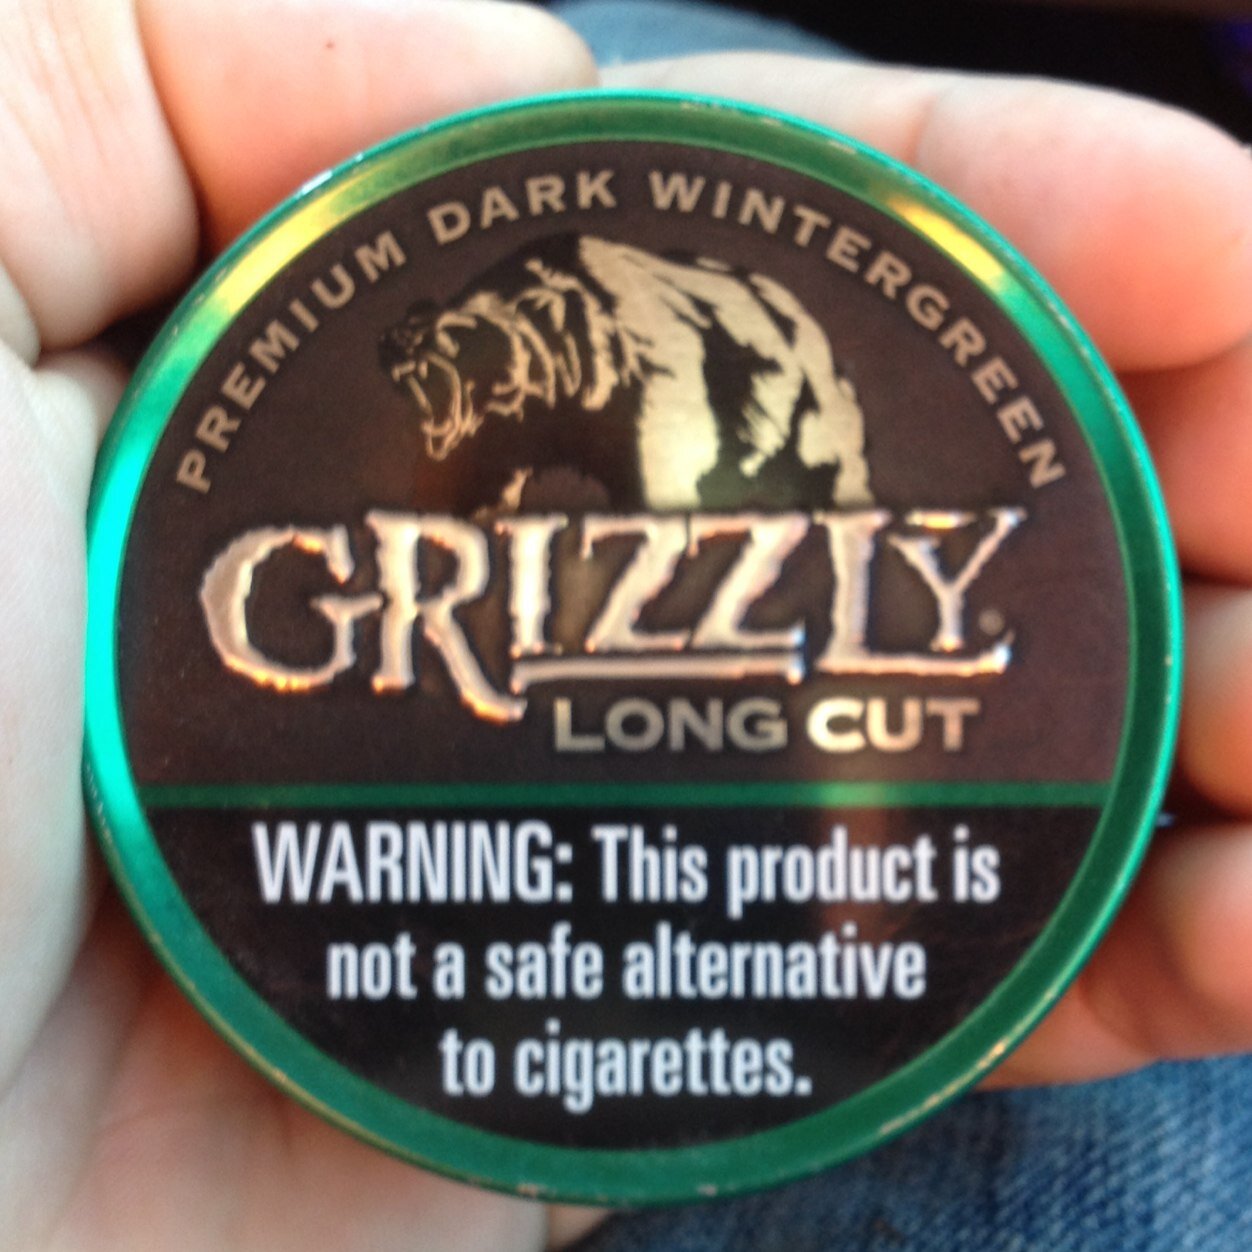 PREMIUM DARK WINTERGREEN
GRIZZLY
LONG CUT
WARNING: This product is
not a safe alternative
to cigarettes.